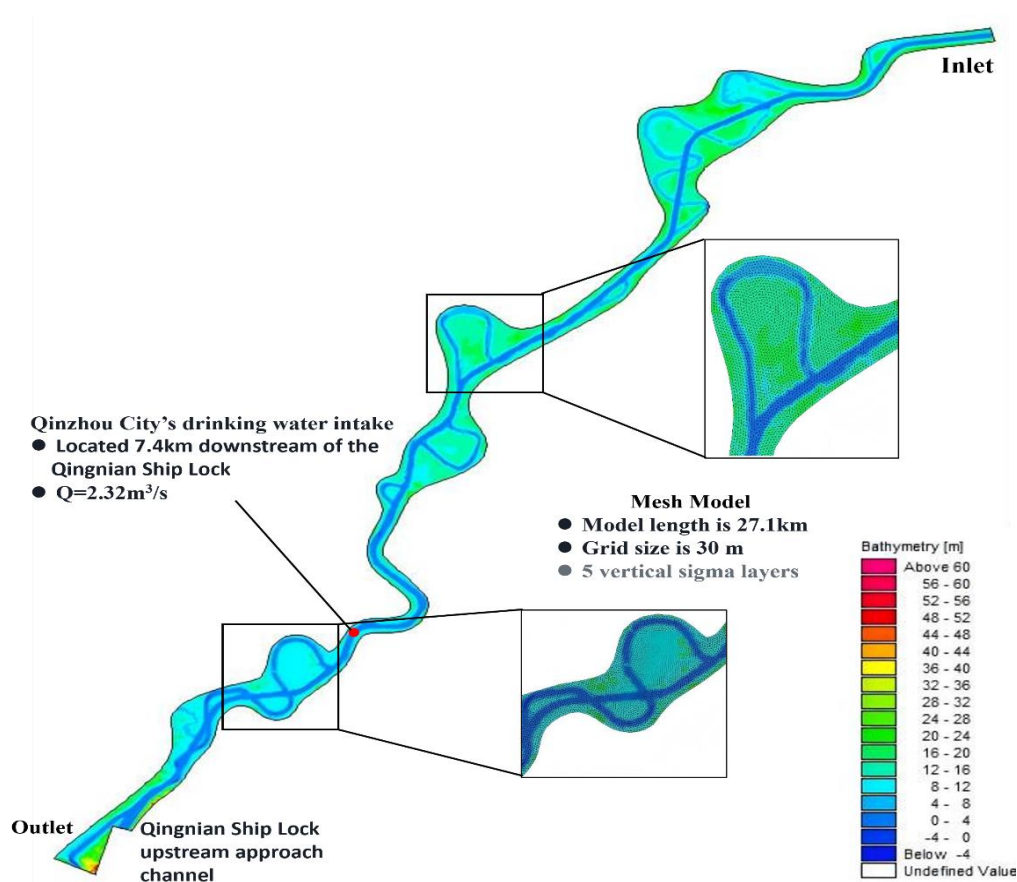 Inlet
Qinzhou City's drinking water intake
● Located 7.4km downstream of the
Qingnian Ship Lock
● Q=2.32m³/s
Mesh Model
● Model length is 27.1km
● Grid size is 30 m
● 5 vertical sigma layers
Bathymetry [m]
Above 60
56 - 60
52 - 56
48 - 52
44 - 48
40 - 44
36 - 40
32 - 36
28 - 32
24 - 28
20 - 24
16 - 20
12 - 16
8 - 12
4 - 8
0 - 4
-4 - 0
Below -4
Undefined Value
Outlet
Qingnian Ship Lock
upstream approach
channel